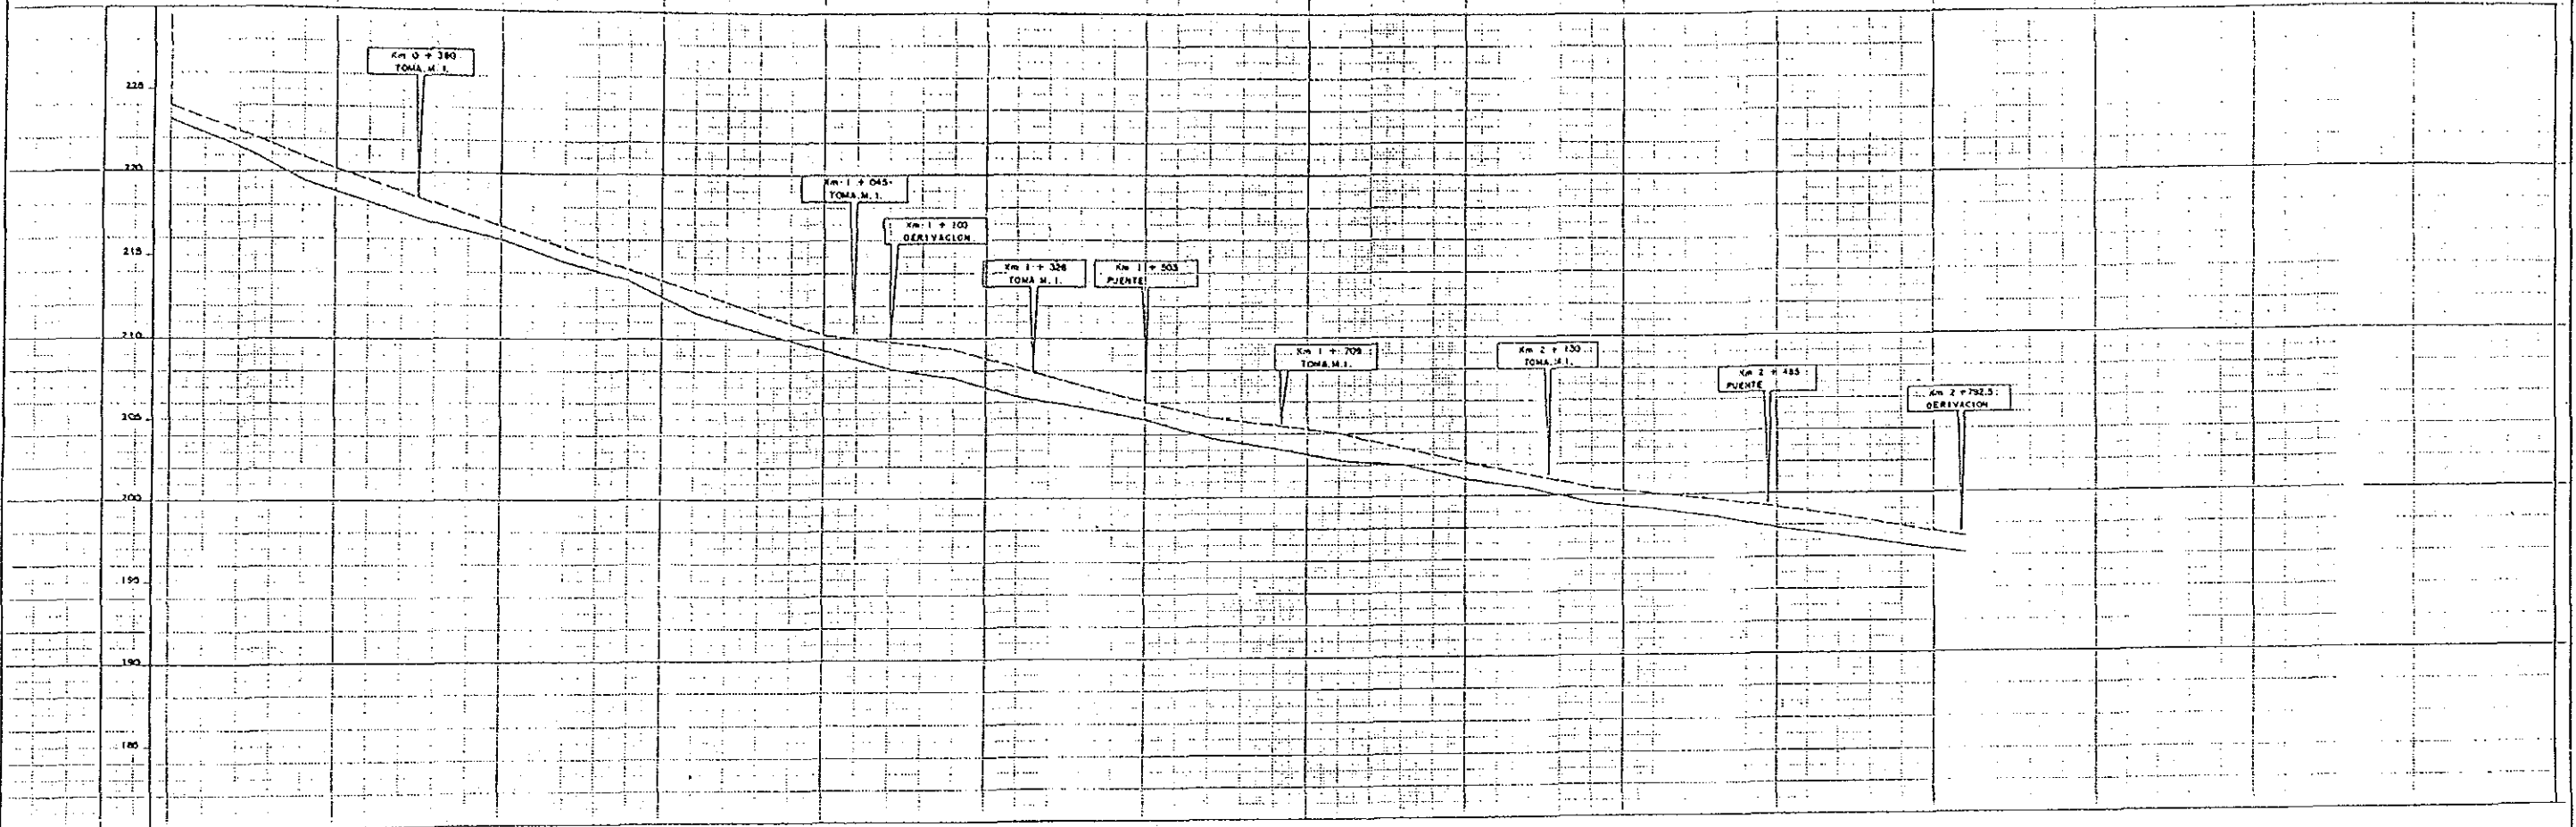 Km 0 + 380
TOMA. M. I.
225
220
215
210
205
200
195
190
185
Km 1 + 045
TOMA. M. I.
Km 1 + 100
DERIVACION
Km 1 + 328
TOMA M. I.
Km 1 + 503
PUENTE
Km 1 + 709
TOMA. M. I.
Km 2 + 130
TOMA. M. I.
Km 2 + 485
PUENTE
Km 2 + 792.5
DERIVACION